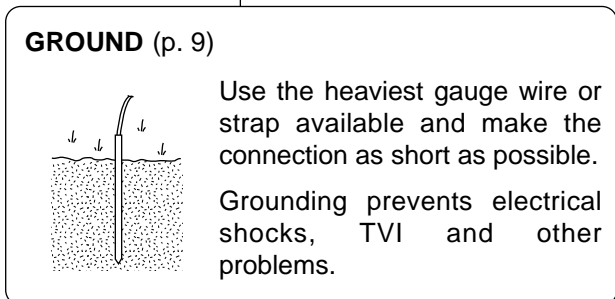 GROUND (p. 9)
Use the heaviest gauge wire or
strap available and make the
connection as short as possible.
Grounding prevents electrical
shocks, TVI and other
problems.